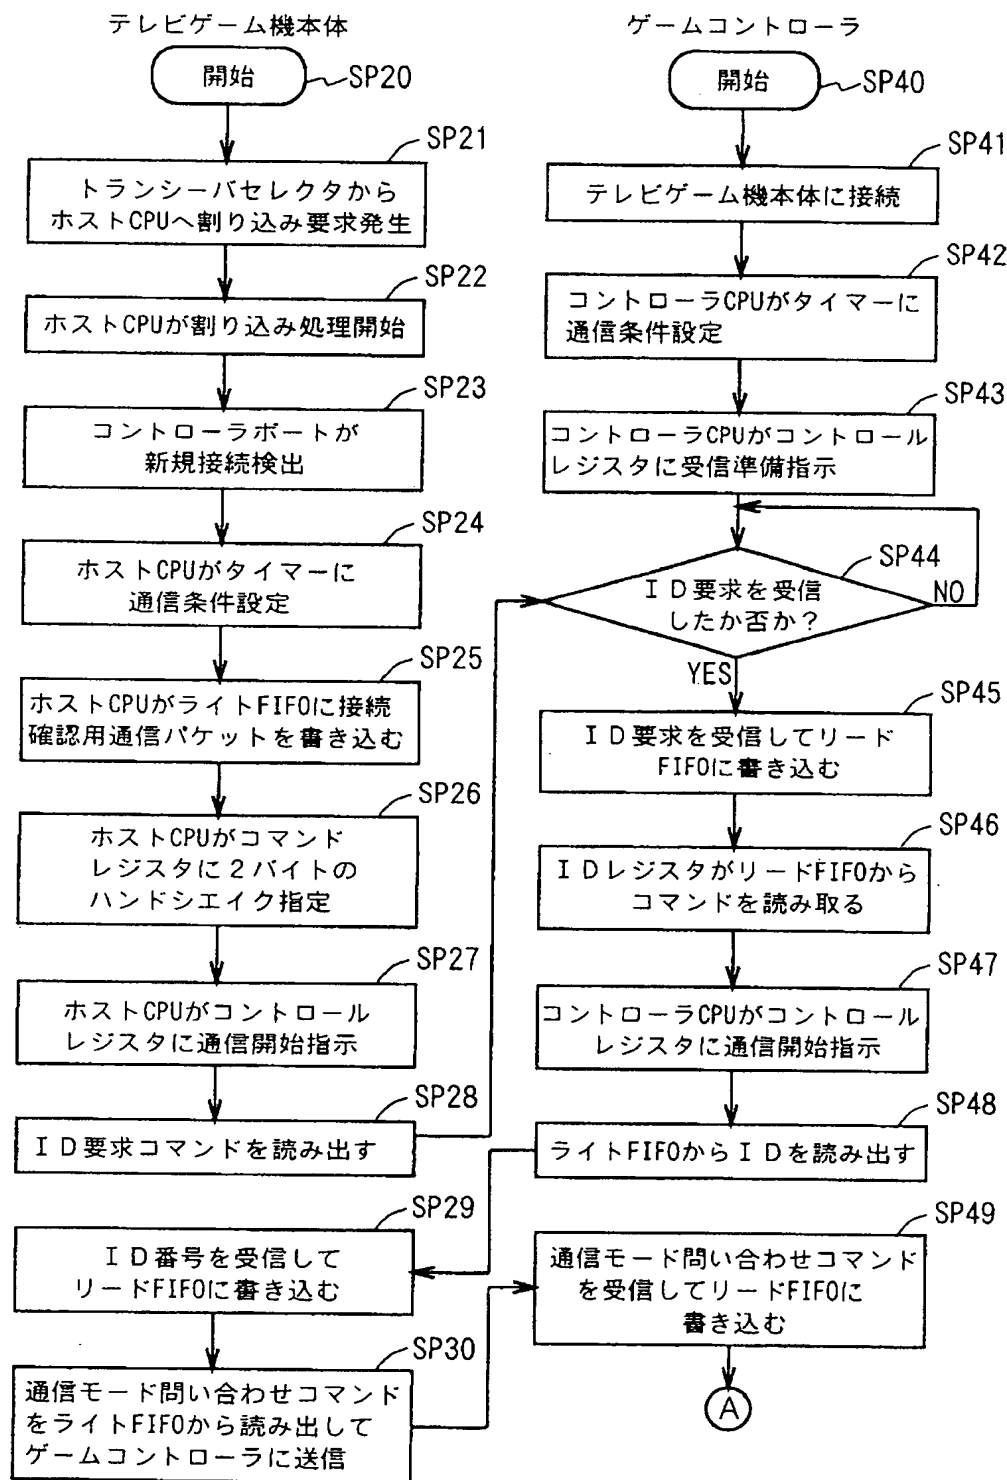 テレビゲーム機本体
開始
SP20
SP21
トランシーバセレクタから
ホストCPUへ割り込み要求発生
SP22
ホストCPUが割り込み処理開始
SP23
コントローラポートが
新規接続検出
SP24
ホストCPUがタイマーに
通信条件設定
SP25
ホストCPUがライトFIFOに接続
確認用通信パケットを書き込む
SP26
ホストCPUがコマンド
レジスタに2バイトの
ハンドシエイク指定
SP27
ホストCPUがコントロール
レジスタに通信開始指示
SP28
ID要求コマンドを読み出す
SP29
ID番号を受信して
リードFIFOに書き込む
SP30
通信モード問い合わせコマンド
をライトFIFOから読み出して
ゲームコントローラに送信
ゲームコントローラ
開始
SP40
SP41
テレビゲーム機本体に接続
SP42
コントローラCPUがタイマーに
通信条件設定
SP43
コントローラCPUがコントロール
レジスタに受信準備指示
SP44
ID要求を受信
したか否か?
NO
YES
SP45
ID要求を受信してリード
FIFOに書き込む
SP46
IDレジスタがリードFIFOから
コマンドを読み取る
SP47
コントローラCPUがコントロール
レジスタに通信開始指示
SP48
ライトFIFOからIDを読み出す
SP49
通信モード問い合わせコマンド
を受信してリードFIFOに
書き込む
A